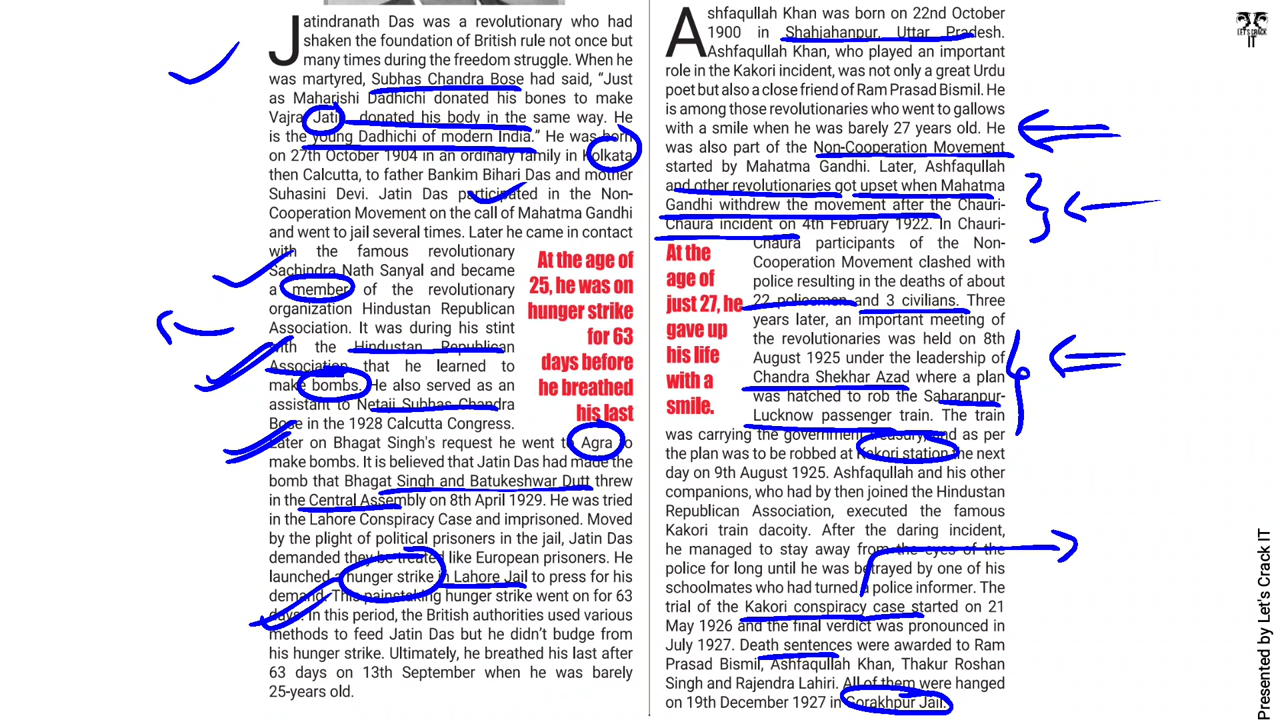 Jatindranath Das was a revolutionary who had
shaken the foundation of British rule not once but
many times during the freedom struggle. When he
was martyred, Subhas Chandra Bose had said, “Just
as Maharishi Dadhichi donated his bones to make
Vajra, Jatin donated his body in the same way. He
is the young Dadhichi of modern India.” He was born
on 27th October 1904 in an ordinary family in Kolkata
then Calcutta, to father Bankim Bihari Das and mother
Suhasini Devi. Jatin Das participated in the Non-
Cooperation Movement on the call of Mahatma Gandhi
and went to jail several times. Later he came in contact
with the famous revolutionary
Sachindra Nath Sanyal and became
a member of the revolutionary
organization Hindustan Republican
Association. It was during his stint
with the Hindustan Republican
Association that he learned to
make bombs. He also served as an
assistant to Netaji Subhas Chandra
Bose in the 1928 Calcutta Congress.
At the age of
25, he was on
hunger strike
for 63
days before
he breathed
his last
Later on Bhagat Singh's request he went to Agra to
make bombs. It is believed that Jatin Das had made the
bomb that Bhagat Singh and Batukeshwar Dutt threw
in the Central Assembly on 8th April 1929. He was tried
in the Lahore Conspiracy Case and imprisoned. Moved
by the plight of political prisoners in the jail, Jatin Das
demanded they be treated like European prisoners. He
launched a hunger strike in Lahore Jail to press for his
demand. This painstaking hunger strike went on for 63
days. In this period, the British authorities used various
methods to feed Jatin Das but he didn’t budge from
his hunger strike. Ultimately, he breathed his last after
63 days on 13th September when he was barely
25-years old.
Ashfaqullah Khan was born on 22nd October
1900 in Shahjahanpur, Uttar Pradesh.
Ashfaqullah Khan, who played an important
role in the Kakori incident, was not only a great Urdu
poet but also a close friend of Ram Prasad Bismil. He
is among those revolutionaries who went to gallows
with a smile when he was barely 27 years old. He
was also part of the Non-Cooperation Movement
started by Mahatma Gandhi. Later, Ashfaqullah
and other revolutionaries got upset when Mahatma
Gandhi withdrew the movement after the Chauri-
Chaura incident on 4th February 1922. In Chauri-
Chaura participants of the Non-
Cooperation Movement clashed with
police resulting in the deaths of about
22 policemen and 3 civilians. Three
years later, an important meeting of
the revolutionaries was held on 8th
August 1925 under the leadership of
Chandra Shekhar Azad where a plan
was hatched to rob the Saharanpur-
Lucknow passenger train. The train
At the
age of
just 27, he
gave up
his life
with a
smile.
was carrying the government treasury, and as per
the plan was to be robbed at Kakori station the next
day on 9th August 1925. Ashfaqullah and his other
companions, who had by then joined the Hindustan
Republican Association, executed the famous
Kakori train dacoity. After the daring incident,
he managed to stay away from the eyes of the
police for long until he was betrayed by one of his
schoolmates who had turned a police informer. The
trial of the Kakori conspiracy case started on 21
May 1926 and the final verdict was pronounced in
July 1927. Death sentences were awarded to Ram
Prasad Bismil, Ashfaqullah Khan, Thakur Roshan
Singh and Rajendra Lahiri. All of them were hanged
on 19th December 1927 in Gorakhpur Jail.
LET'S CRACK
IT
Presented by Let's Crack IT